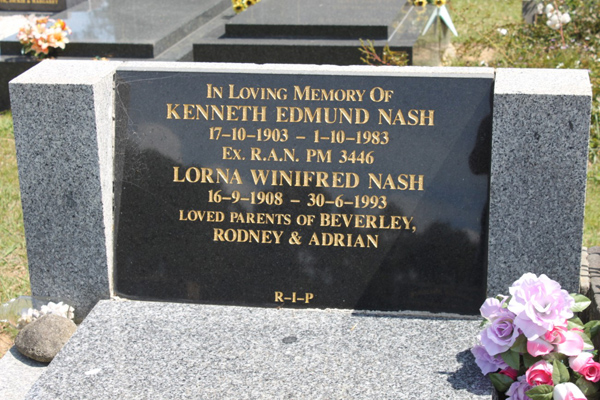 In Loving Memory Of
KENNETH EDMUND NASH
17-10-1903 - 1-10-1983
Ex. R.A.N. PM 3446
LORNA WINIFRED NASH
16-9-1908 - 30-6-1993
LOVED PARENTS OF BEVERLEY,
RODNEY & ADRIAN
R-I-P